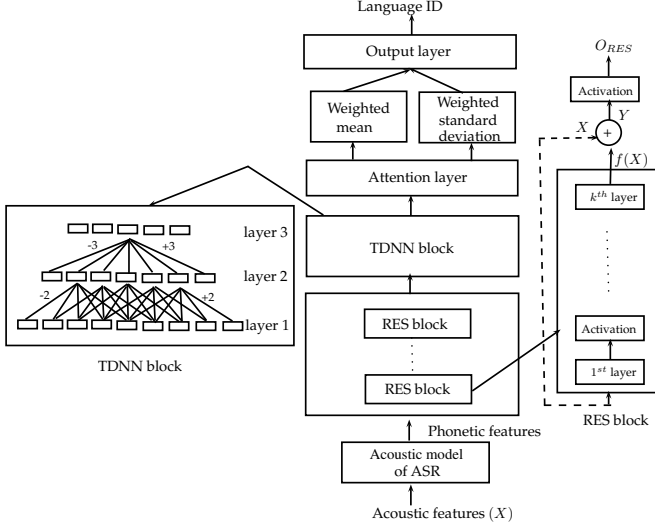 Language ID
Output layer
Weighted
mean
Weighted
standard
deviation
Attention layer
TDNN block
RES block
RES block
Phonetic features
Acoustic model
of ASR
Acoustic features (X)
layer 3
-3
+3
layer 2
-2
+2
layer 1
TDNN block
O_RES
Activation
Y
X
+
f(X)
k^th layer
Activation
1^st layer
RES block